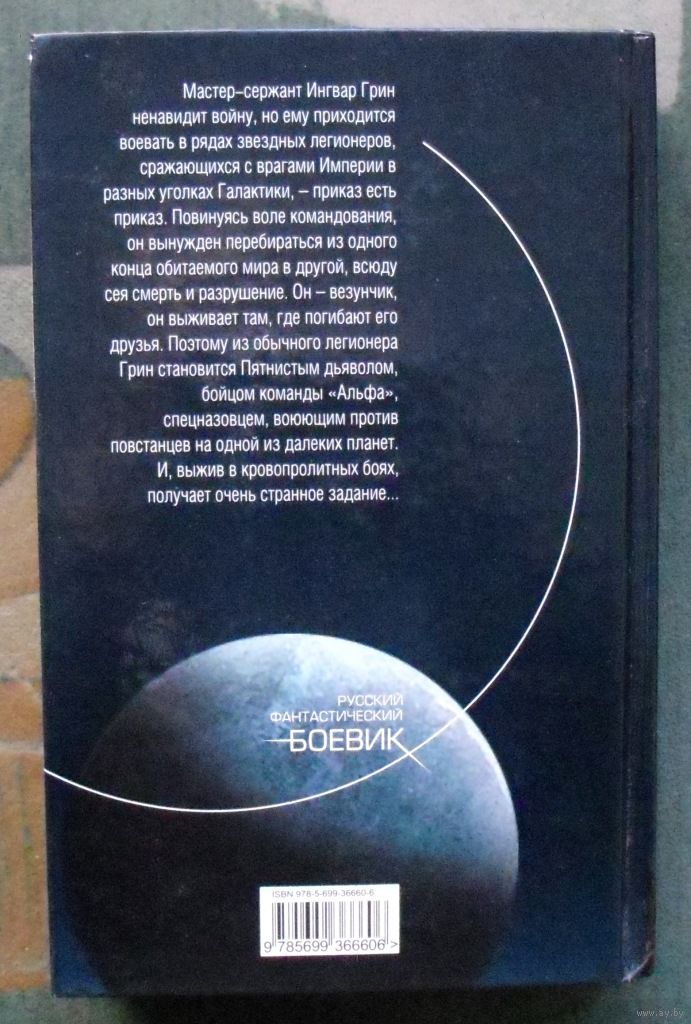 Мастер-сержант Ингвар Грин
ненавидит войну, но ему приходится
воевать в рядах звездных легионеров,
сражающихся с врагами Империи в
разных уголках Галактики, – приказ есть
приказ. Повинуясь воле командования,
он вынужден перебираться из одного
конца обитаемого мира в другой, всюду
сея смерть и разрушение. Он – везунчик,
он выживает там, где погибают его
друзья. Поэтому из обычного легионера
Грин становится Пятнистым дьяволом,
бойцом команды «Альфа»,
спецназовцем, воюющим против
повстанцев на одной из далеких планет.
И, выжив в кровопролитных боях,
получает очень странное задание...
РУССКИЙ
ФАНТАСТИЧЕСКИЙ
БОЕВИК
ISBN 978-5-699-36660-6
9 785699 366606 >
www.ay.by